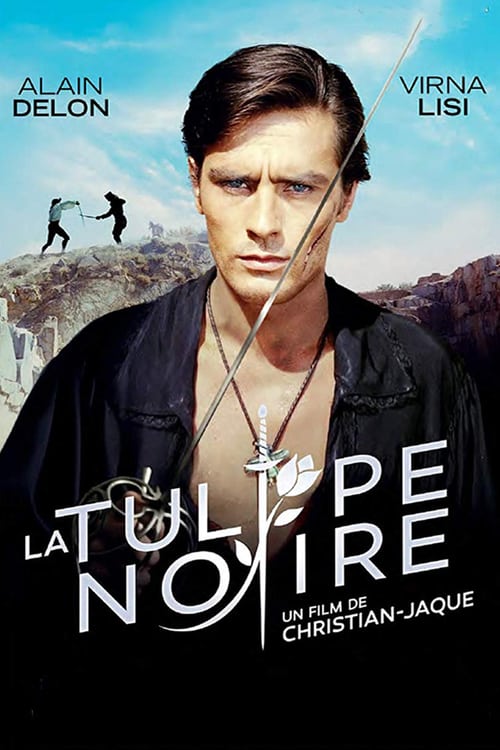 ALAIN
DELON
VIRNA
LISI
LA TULIPE
NOIRE
UN FILM DE
CHRISTIAN-JAQUE